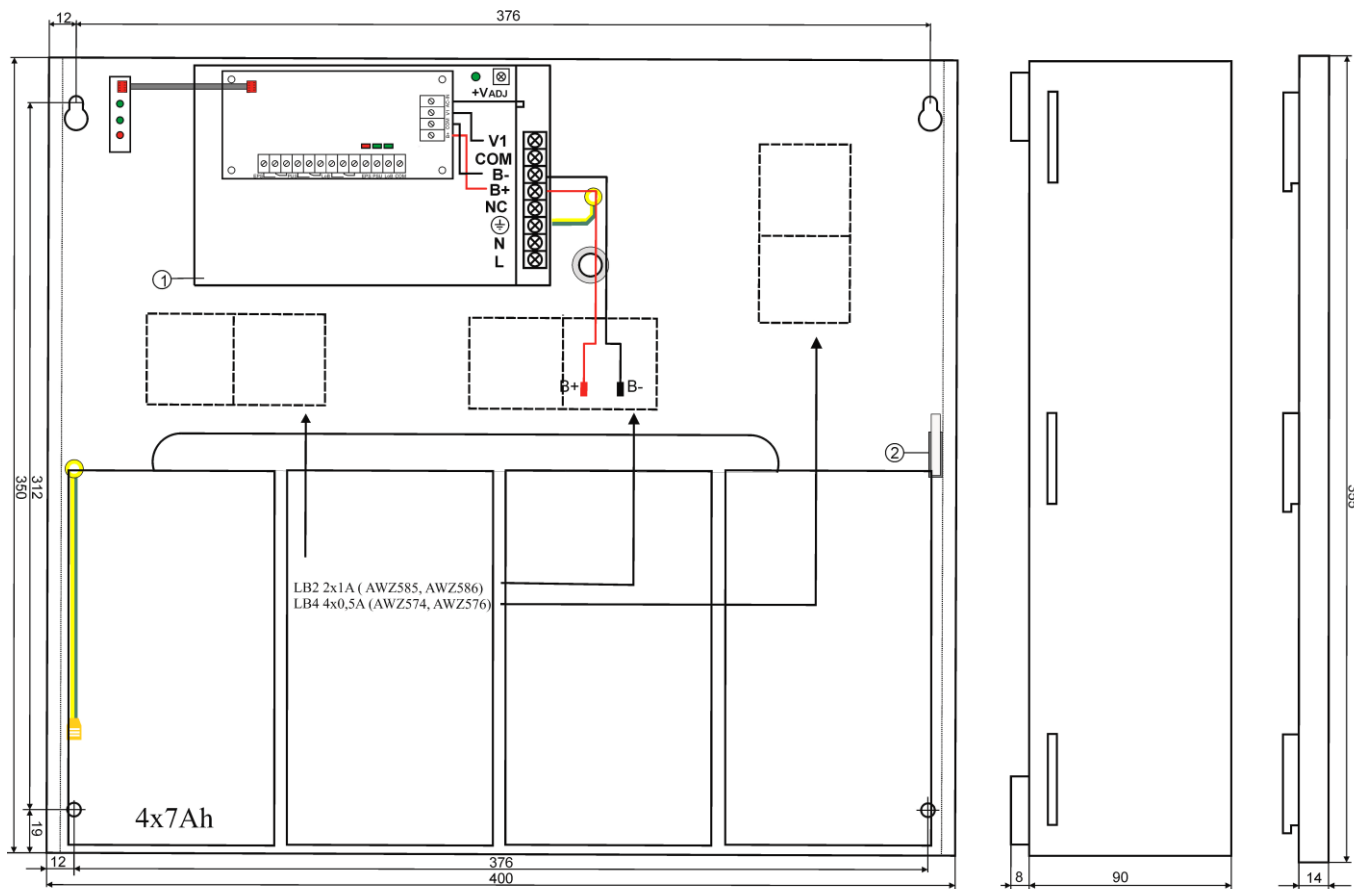 12
376
+VADJ
V1
COM
B-
B+
NC
N
L
1
B+
B-
2
312
350
LB2 2x1A ( AWZ585, AWZ586)
LB4 4x0,5A (AWZ574, AWZ576)
4x7Ah
19
12
376
400
8
90
14